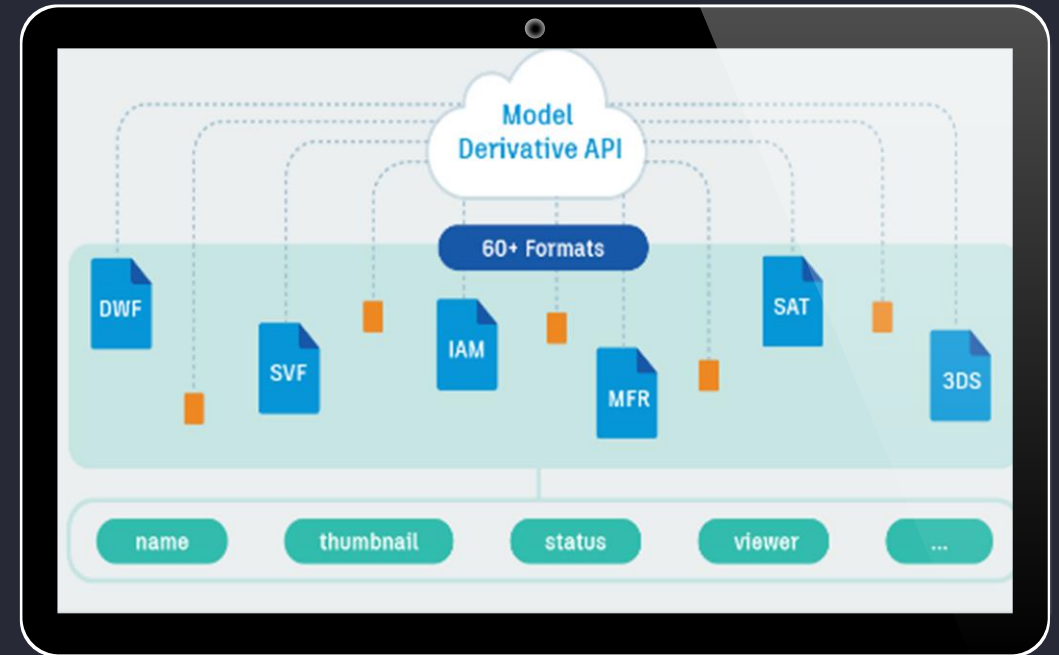 Model
Derivative API
60+ Formats
DWF
SVF
IAM
MFR
SAT
3DS
name
thumbnail
status
viewer
...